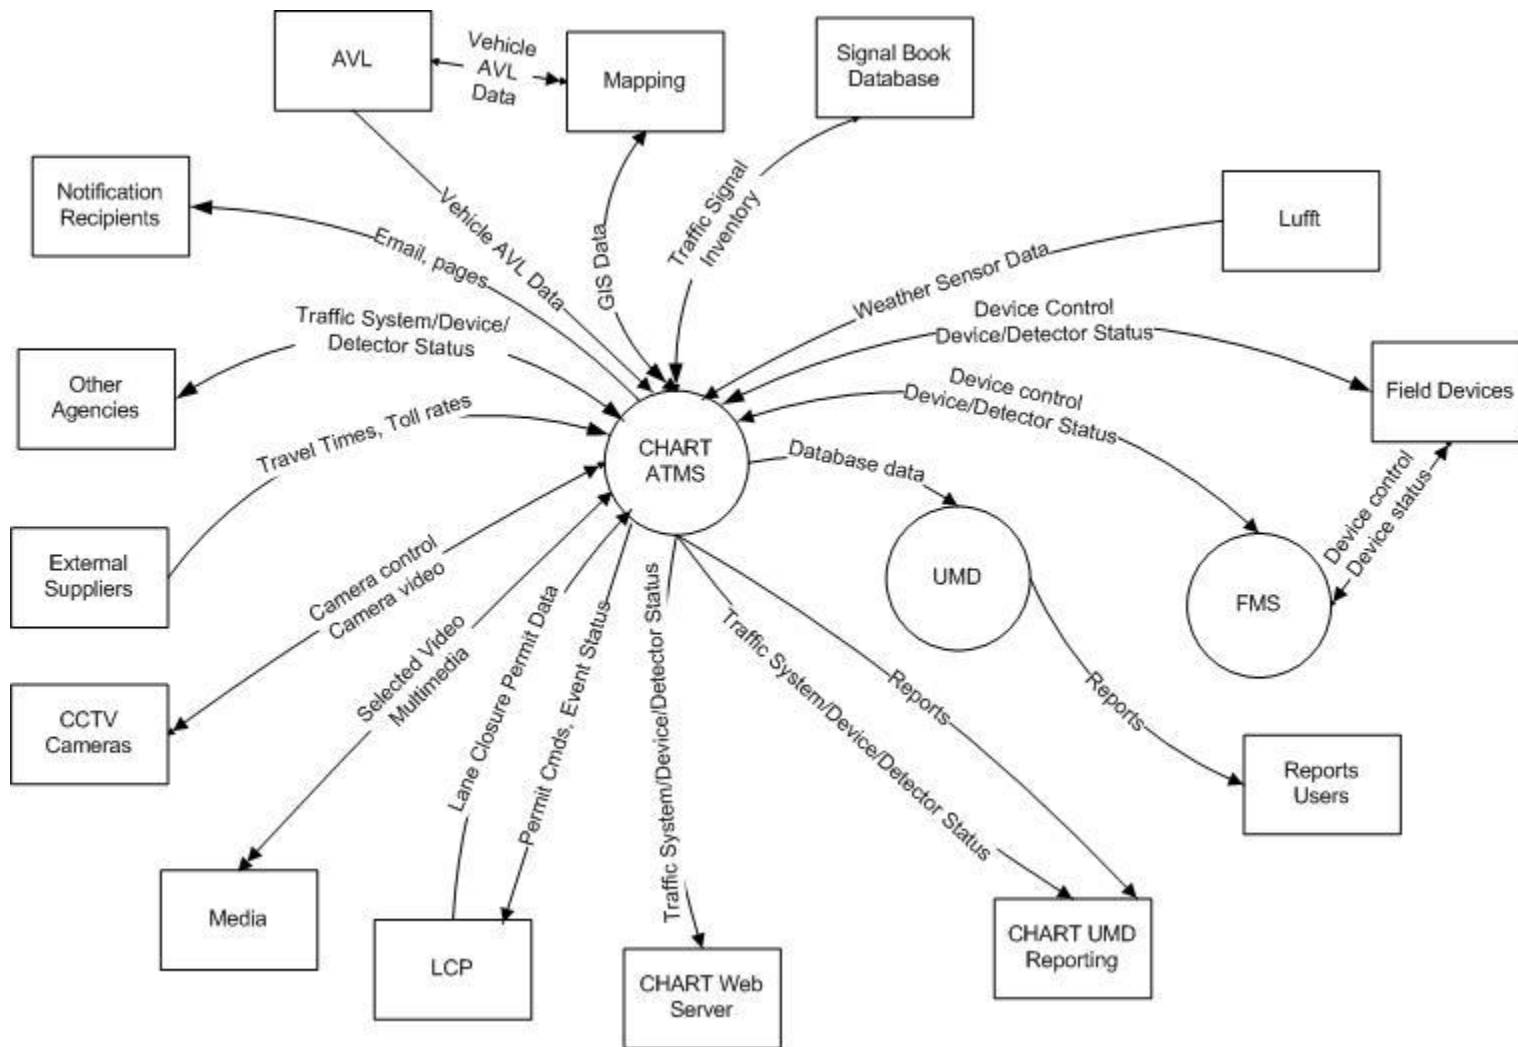 AVL
Vehicle
AVL
Data
Mapping
Signal Book
Database
Notification
Recipients
Lufft
Email, pages
Vehicle AVL Data
GIS Data
Traffic Signal
Inventory
Weather Sensor Data
Device Control
Device/Detector Status
Traffic System/Device/
Detector Status
Other
Agencies
Field Devices
Device control
Device/Detector Status
Travel Times, Toll rates
CHART
ATMS
Database data
Device control
Device status
External
Suppliers
UMD
FMS
Camera control
Camera video
Selected Video
Multimedia
Lane Closure Permit Data
Permit Cmds, Event Status
Traffic System/Device/Detector Status
Traffic System/Device/Detector Status
Reports
Reports
CCTV
Cameras
Reports
Users
Media
LCP
CHART Web
Server
CHART UMD
Reporting